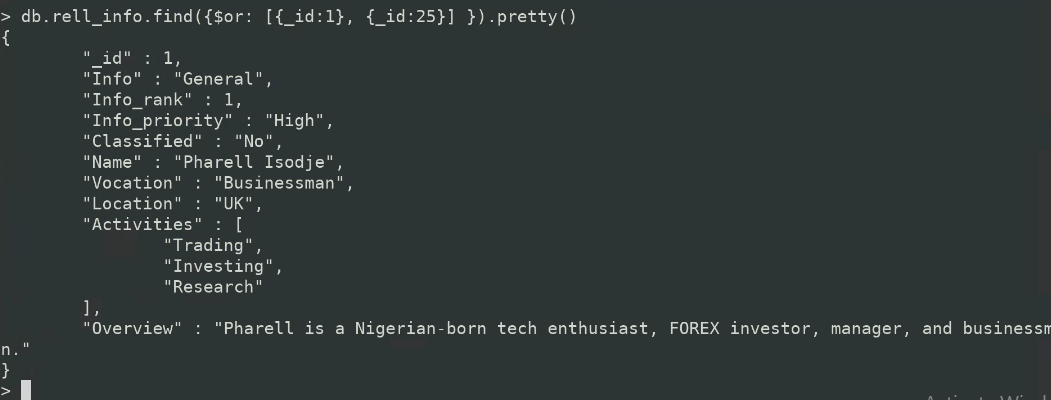 > db.rell_info.find({$or: [{_id:1}, {_id:25}] }).pretty()
{
"_id" : 1,
"Info" : "General",
"Info_rank" : 1,
"Info_priority" : "High",
"Classified" : "No",
"Name" : "Pharell Isodje",
"Vocation" : "Businessman",
"Location" : "UK",
"Activities" : [
"Trading",
"Investing",
"Research"
],
"Overview" : "Pharell is a Nigerian-born tech enthusiast, FOREX investor, manager, and businessm
n."
}
>